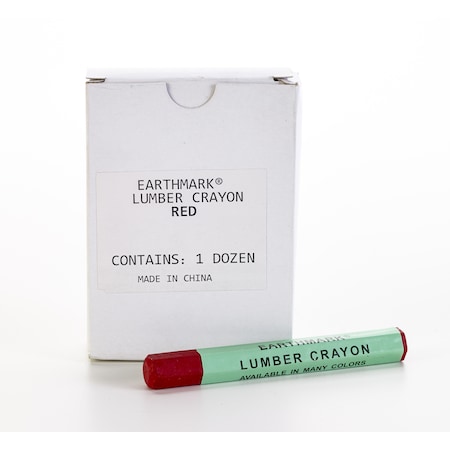 EARTHMARK®
LUMBER CRAYON
RED
CONTAINS: 1 DOZEN
MADE IN CHINA
EARTHMARK
LUMBER CRAYON
AVAILABLE IN MANY COLORS